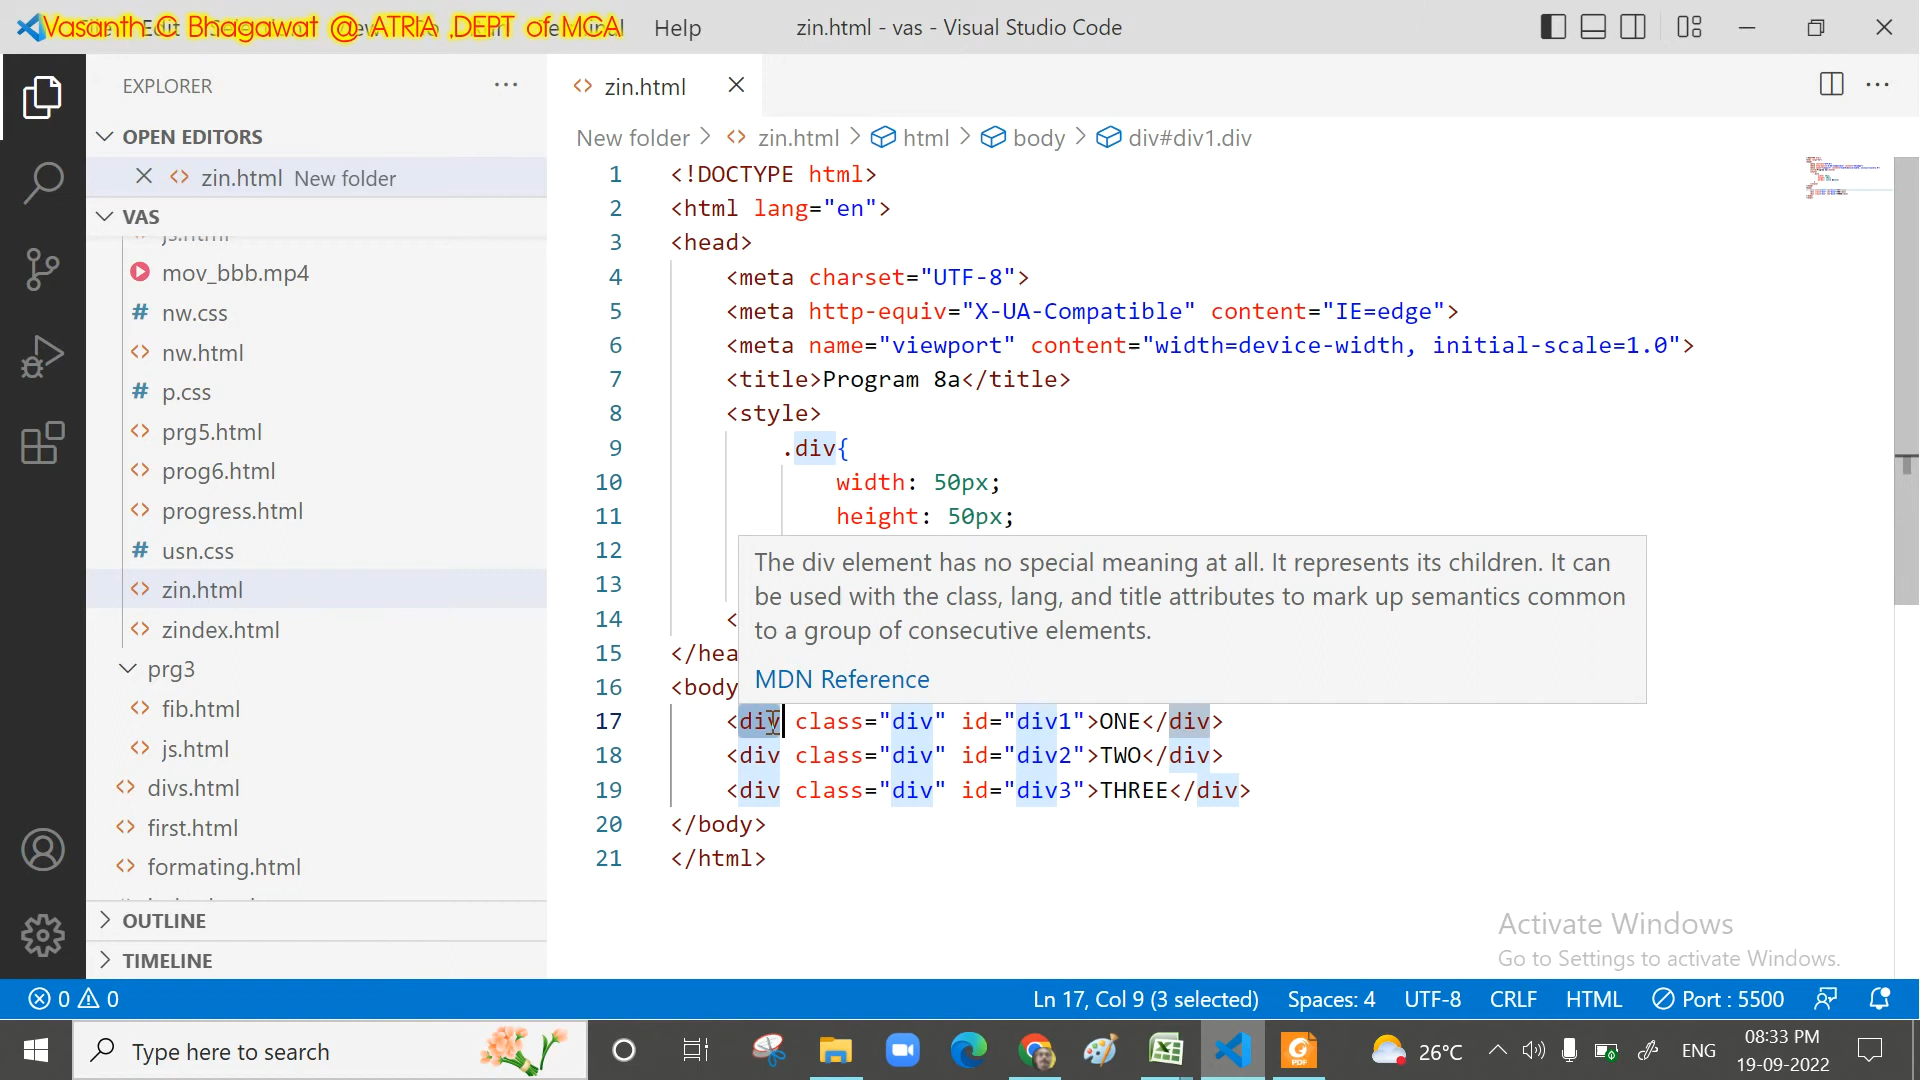 Vasanth C Bhagawat @ ATRIA ,DEPT of MCA
Help
zin.html - vas - Visual Studio Code
EXPLORER
OPEN EDITORS
zin.html New folder
VAS
js.html
mov_bbb.mp4
nw.css
nw.html
p.css
prg5.html
prog6.html
progress.html
usn.css
zin.html
zindex.html
prg3
fib.html
js.html
divs.html
first.html
formating.html
OUTLINE
TIMELINE
zin.html
New folder > zin.html > html > body > div#div1.div
1 <!DOCTYPE html>
2 <html lang="en">
3 <head>
4 <meta charset="UTF-8">
5 <meta http-equiv="X-UA-Compatible" content="IE=edge">
6 <meta name="viewport" content="width=device-width, initial-scale=1.0">
7 <title>Program 8a</title>
8 <style>
9 .div{
10 width: 50px;
11 height: 50px;
12
13
14 <
15 </hea
16 <body
The div element has no special meaning at all. It represents its children. It can
be used with the class, lang, and title attributes to mark up semantics common
to a group of consecutive elements.
MDN Reference
17 <div class="div" id="div1">ONE</div>
18 <div class="div" id="div2">TWO</div>
19 <div class="div" id="div3">THREE</div>
20 </body>
21 </html>
Activate Windows
Go to Settings to activate Windows.
0 0
Ln 17, Col 9 (3 selected) Spaces: 4 UTF-8 CRLF HTML Port : 5500
Type here to search
PDF
26°C
ENG
08:33 PM
19-09-2022